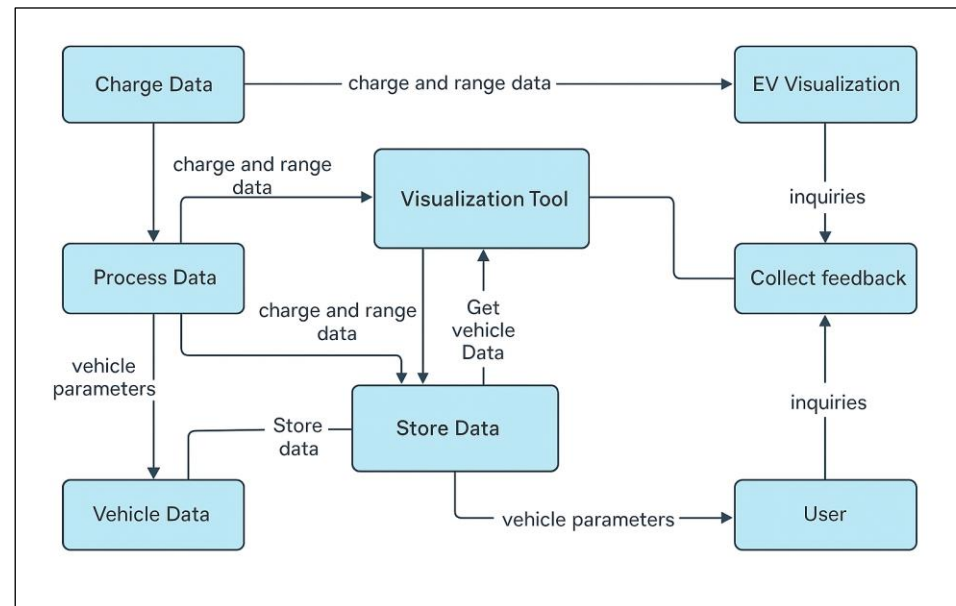 Charge Data
charge and range data
EV Visualization
charge and range
data
Visualization Tool
inquiries
Process Data
Collect feedback
charge and range
data
Get
vehicle
Data
vehicle
parameters
inquiries
Store
data
Store Data
Vehicle Data
vehicle parameters
User